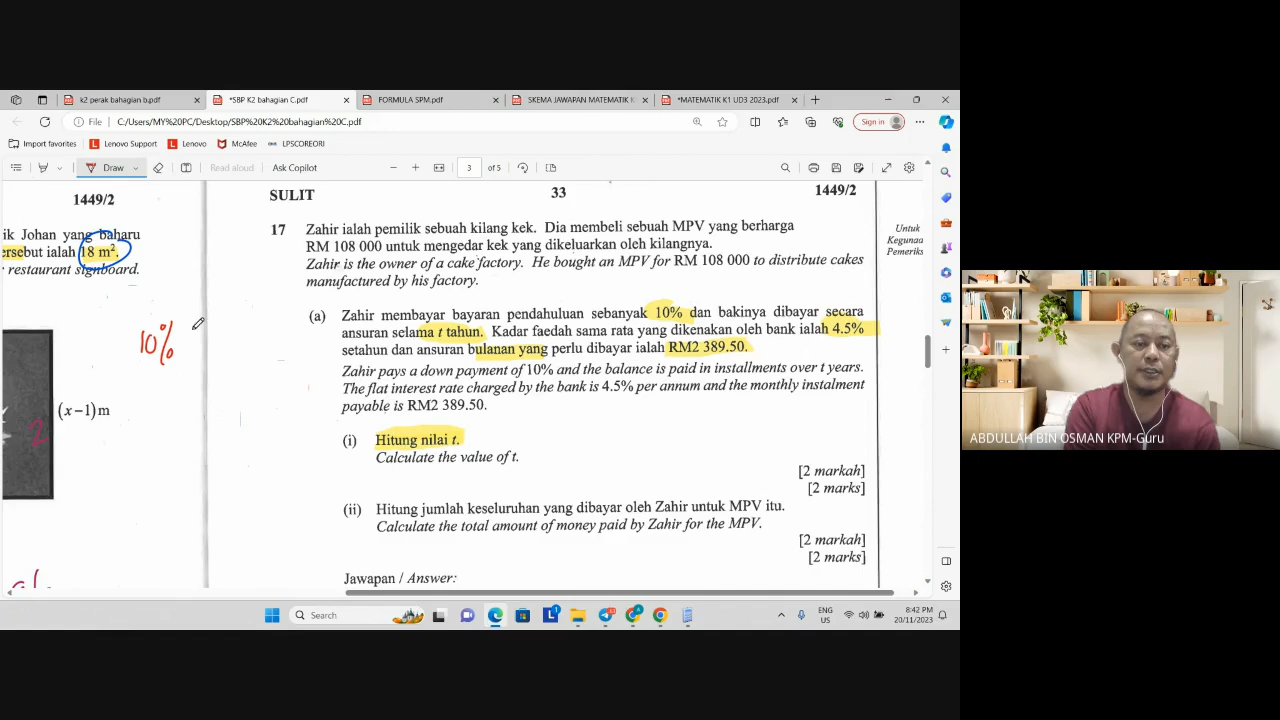 k2 perak bahagian b.pdf
*SBP K2 bahagian C.pdf
FORMULA SPM.pdf
SKEMA JAWAPAN MATEMATIK K
*MATEMATIK K1 UD3 2023.pdf
File
C:/Users/MY%20PC/Desktop/SBP%20K2%20bahagian%20C.pdf
Sign in
Import favorites
Lenovo Support
Lenovo
McAfee
LPSCOREORI
Draw
Read aloud
Ask Copilot
3
of 5
1449/2
ik Johan yang baharu
ersebut ialah 18 m².
restaurant signboard.
10%
(x−1)m
2
SULIT
33
1449/2
Untuk
Kegunaa
Pemeriks
17 Zahir ialah pemilik sebuah kilang kek. Dia membeli sebuah MPV yang berharga
RM 108 000 untuk mengedar kek yang dikeluarkan oleh kilangnya.
Zahir is the owner of a cake factory. He bought an MPV for RM 108 000 to distribute cakes
manufactured by his factory.
(a) Zahir membayar bayaran pendahuluan sebanyak 10% dan bakinya dibayar secara
ansuran selama t tahun. Kadar faedah sama rata yang dikenakan oleh bank ialah 4.5%
setahun dan ansuran bulanan yang perlu dibayar ialah RM2 389.50.
Zahir pays a down payment of 10% and the balance is paid in installments over t years.
The flat interest rate charged by the bank is 4.5% per annum and the monthly instalment
payable is RM2 389.50.
(i) Hitung nilai t.
Calculate the value of t.
[2 markah]
[2 marks]
(ii) Hitung jumlah keseluruhan yang dibayar oleh Zahir untuk MPV itu.
Calculate the total amount of money paid by Zahir for the MPV.
[2 markah]
[2 marks]
Jawapan / Answer:
Search
ENG
US
8:42 PM
20/11/2023
ABDULLAH BIN OSMAN KPM-Guru